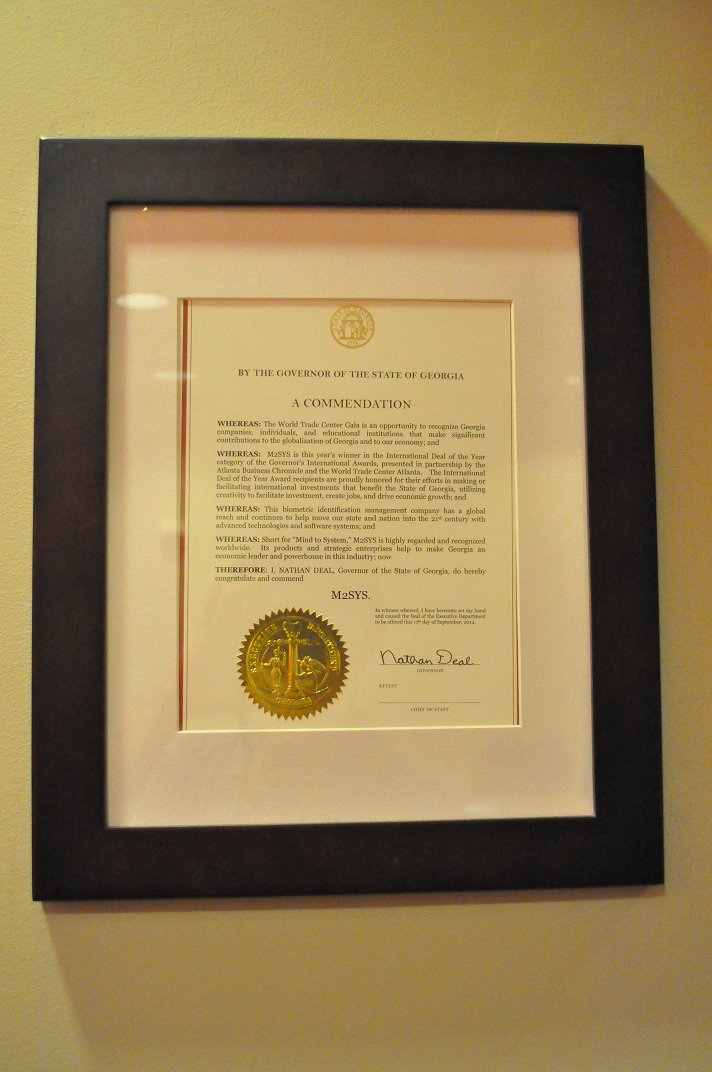 STATE OF GEORGIA
1776
BY THE GOVERNOR OF THE STATE OF GEORGIA
A COMMENDATION
WHEREAS: The World Trade Center Gala is an opportunity to recognize Georgia
companies, individuals, and educational institutions that make significant
contributions to the globalization of Georgia and to our economy; and
WHEREAS: M2SYS is this year's winner in the International Deal of the Year
category of the Governor's International Awards, presented in partnership by the
Atlanta Business Chronicle and the World Trade Center Atlanta. The International
Deal of the Year Award recipients are proudly honored for their efforts in making or
facilitating international investments that benefit the State of Georgia, utilizing
creativity to facilitate investment, create jobs, and drive economic growth; and
WHEREAS: This biometric identification management company has a global
reach and continues to help move our state and nation into the 21st century with
advanced technologies and software systems; and
WHEREAS: Short for "Mind to System," M2SYS is highly regarded and recognized
worldwide. Its products and strategic enterprises help to make Georgia an
economic leader and powerhouse in this industry; now
THEREFORE: I, NATHAN DEAL, Governor of the State of Georgia, do hereby
congratulate and commend
M2SYS.
In witness whereof, I have hereunto set my hand
and caused the Seal of the Executive Department
to be affixed this 17th day of September, 2014.
EXECUTIVE DEPARTMENT
GEORGIA
Nathan Deal
GOVERNOR
ATTEST
CHIEF OF STAFF